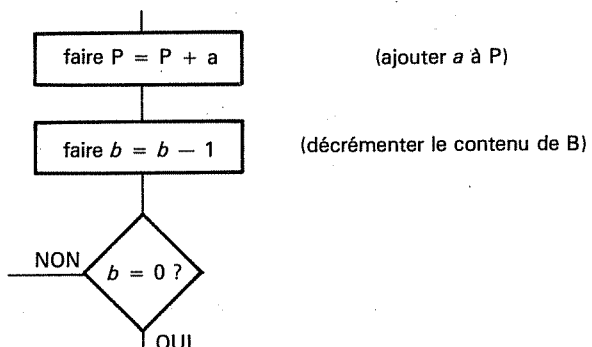 faire P = P + a
(ajouter a à P)
faire b = b − 1
(décrémenter le contenu de B)
NON
b = 0 ?
OUI